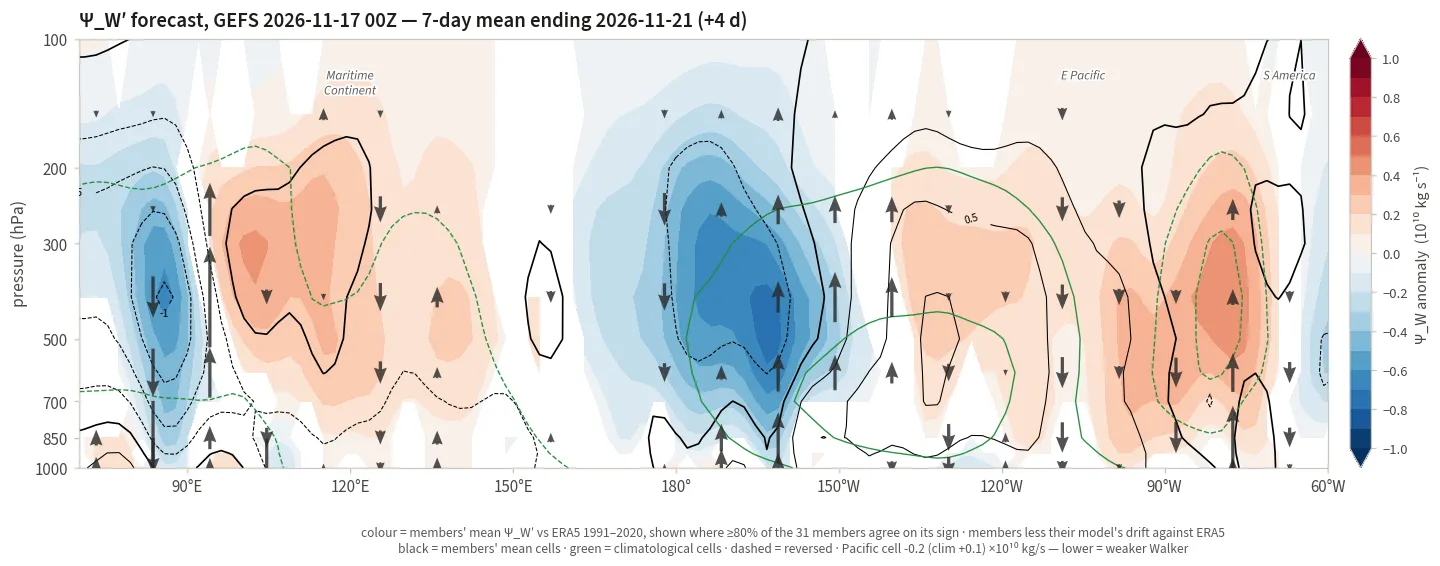 Ψ_W′ forecast, GEFS 2026-11-17 00Z — 7-day mean ending 2026-11-21 (+4 d)
100
200
300
400
500
700
850
1000
pressure (hPa)
Maritime
Continent
E Pacific
S America
-1
0.5
90°E
120°E
150°E
180°
150°W
120°W
90°W
60°W
1.0
0.8
0.6
0.4
0.2
0.0
−0.2
−0.4
−0.6
−0.8
−1.0
Ψ_W anomaly (10¹⁰ kg s⁻¹)
colour = members' mean Ψ_W′ vs ERA5 1991–2020, shown where ≥80% of the 31 members agree on its sign · members less their model's drift against ERA5
black = members' mean cells · green = climatological cells · dashed = reversed · Pacific cell -0.2 (clim +0.1) ×10¹⁰ kg/s — lower = weaker Walker